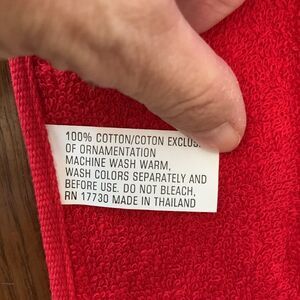 100% COTTON/COTON EXCLUS
OF ORNAMENTATION
MACHINE WASH WARM,
WASH COLORS SEPARATELY AND
BEFORE USE. DO NOT BLEACH,
RN 17730 MADE IN THAILAND